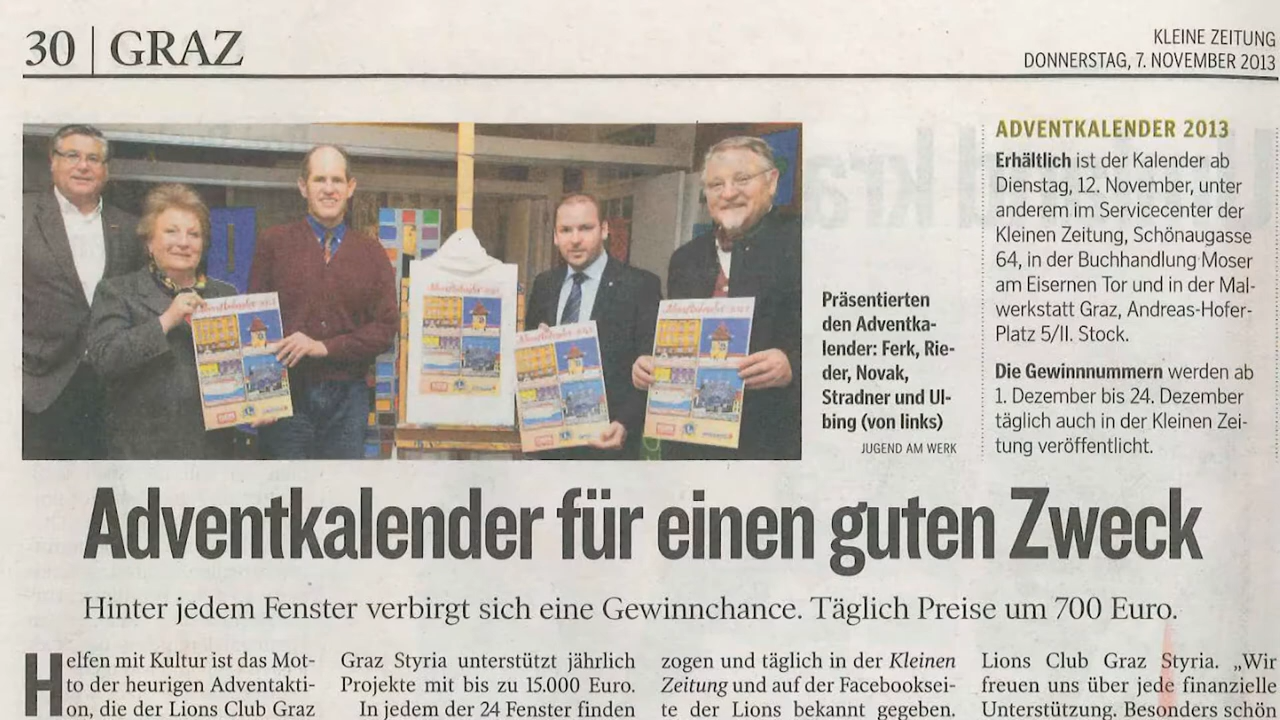 30 | GRAZ
KLEINE ZEITUNG
DONNERSTAG, 7. NOVEMBER 2013
Präsentierten
den Adventka-
lender: Ferk, Rie-
der, Novak,
Stradner und Ul-
bing (von links)
JUGEND AM WERK
ADVENTKALENDER 2013
Erhältlich ist der Kalender ab
Dienstag, 12. November, unter
anderem im Servicecenter der
Kleinen Zeitung, Schönaugasse
64, in der Buchhandlung Moser
am Eisernen Tor und in der Mal-
werkstatt Graz, Andreas-Hofer-
Platz 5/II. Stock.
Die Gewinnnummern werden ab
1. Dezember bis 24. Dezember
täglich auch in der Kleinen Zei-
tung veröffentlicht.
Adventkalender für einen guten Zweck
Hinter jedem Fenster verbirgt sich eine Gewinnchance. Täglich Preise um 700 Euro.
Helfen mit Kultur ist das Mot-
to der heurigen Adventakti-
on, die der Lions Club Graz
Graz Styria unterstützt jährlich
Projekte mit bis zu 15.000 Euro.
In jedem der 24 Fenster finden
zogen und täglich in der Kleinen
Zeitung und auf der Facebooksei-
te der Lions bekannt gegeben.
Lions Club Graz Styria. „Wir
freuen uns über jede finanzielle
Unterstützung. Besonders schön